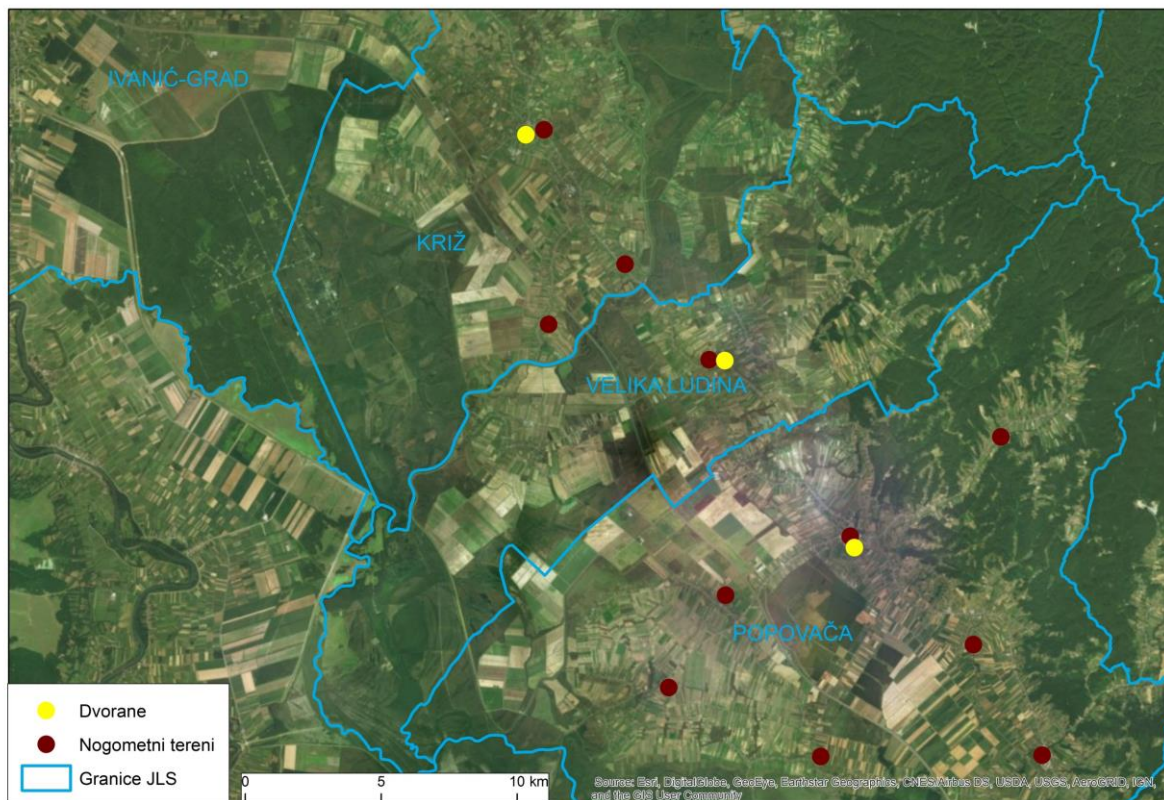 IVANIĆ-GRAD
KRIŽ
VELIKA LUDINA
POPOVAČA
Dvorane
Nogometni tereni
Granice JLS
0 5 10 km
Source: Esri, DigitalGlobe, GeoEye, Earthstar Geographics, CNES/Airbus DS, USDA, USGS, AeroGRID, IGN,
and the GIS User Community